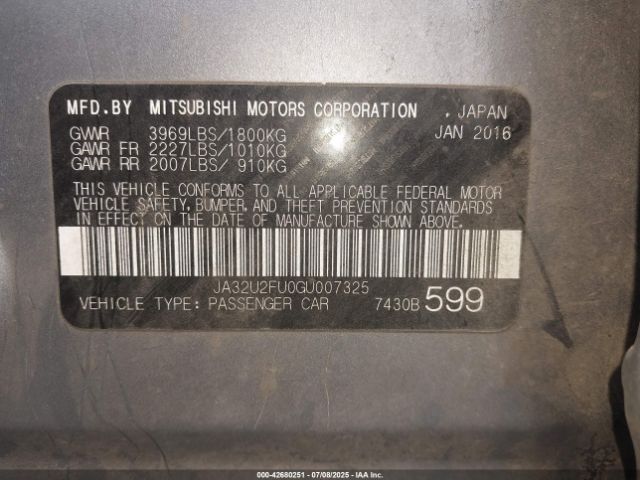 MFD.BY MITSUBISHI MOTORS CORPORATION , JAPAN
GVWR 3969LBS/1800KG JAN 2016
GAWR FR 2227LBS/1010KG
GAWR RR 2007LBS/ 910KG
THIS VEHICLE CONFORMS TO ALL APPLICABLE FEDERAL MOTOR
VEHICLE SAFETY, BUMPER, AND THEFT PREVENTION STANDARDS
IN EFFECT ON THE DATE OF MANUFACTURE SHOWN ABOVE.
JA32U2FU0GU007325
VEHICLE TYPE: PASSENGER CAR 7430B 599
000-42680251 - 07/08/2025 - IAA Inc.